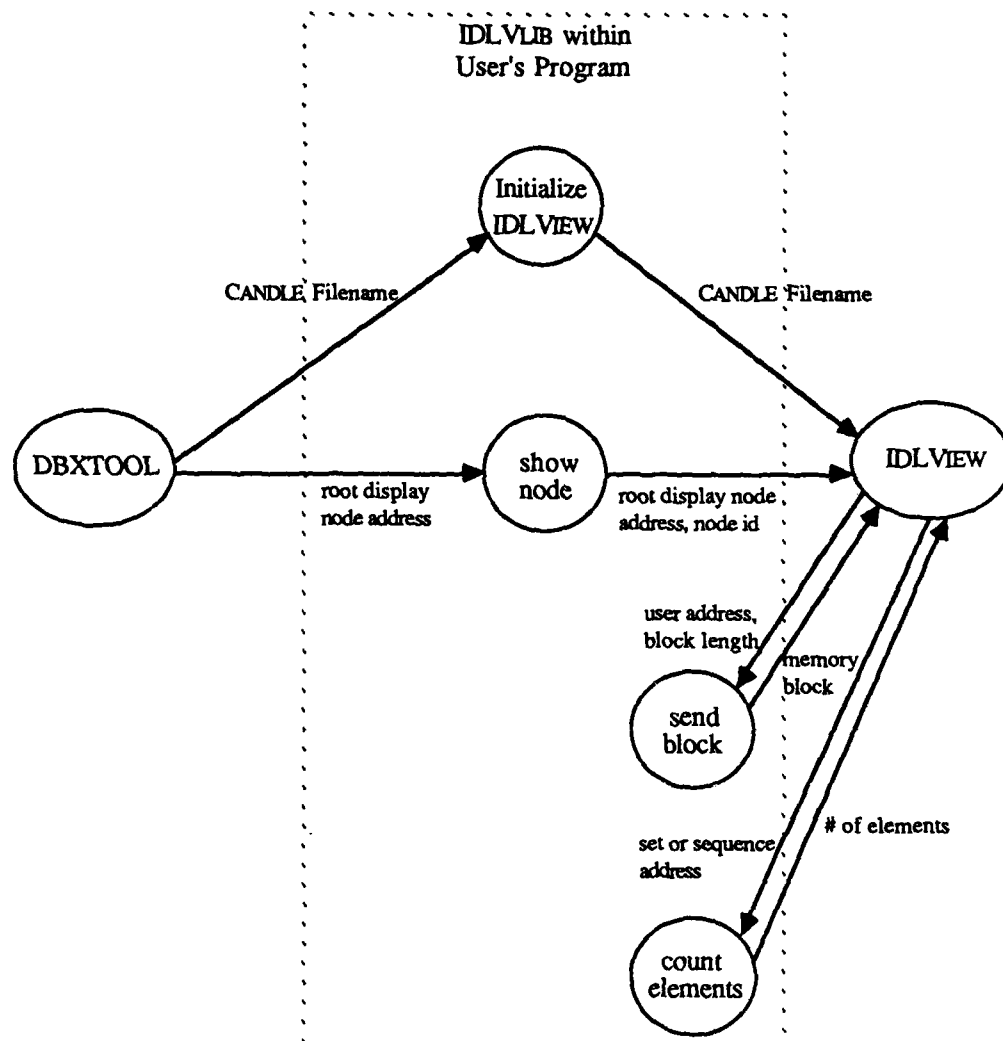 IDLVLIB within
User's Program
Initialize
IDLVIEW
CANDLE Filename
CANDLE Filename
DBXTOOL
show
node
IDLVIEW
root display
node address
root display node
address, node id
user address,
block length
memory
block
send
block
# of elements
set or sequence
address
count
elements